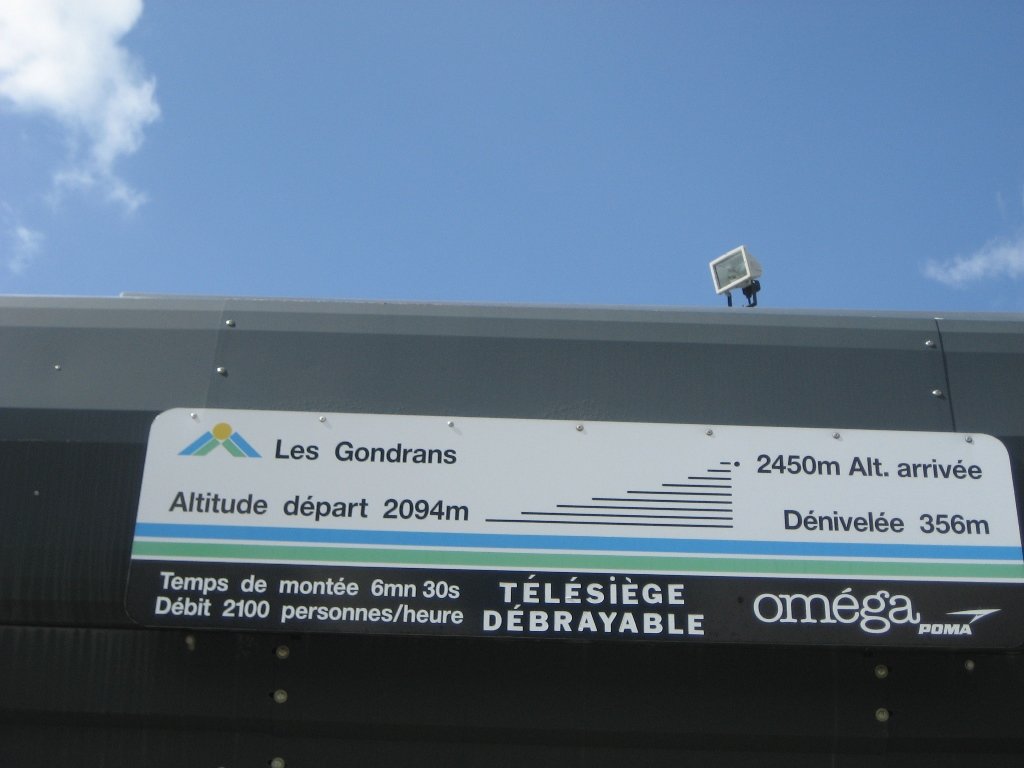 Les Gondrans
2450m Alt. arrivée
Altitude départ 2094m
Dénivelée 356m
Temps de montée 6mn 30s
Débit 2100 personnes/heure
TÉLÉSIÈGE
DÉBRAYABLE
oméga POMA